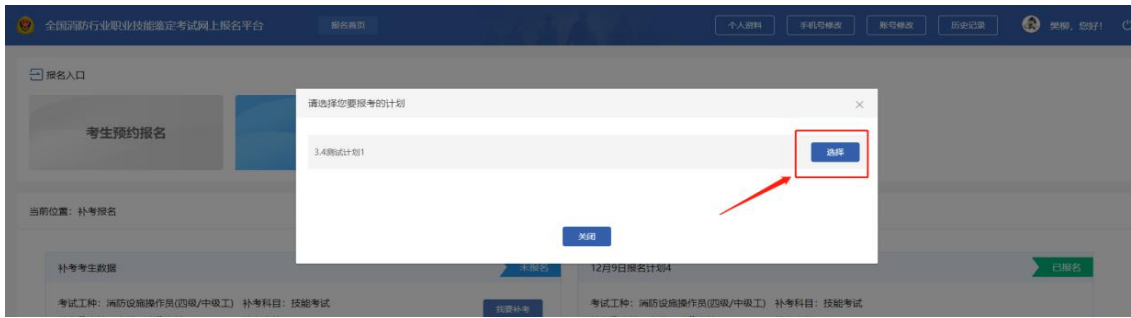 全国消防行业职业技能鉴定考试网上报名平台 报名首页 个人资料 手机号修改 账号修改 历史记录 樊柳，您好！
报名入口
请选择您要报考的计划
考生预约报名
3.4测试计划1 选择
当前位置：补考报名
关闭
补考考生数据 未报名 12月9日报名计划4 已报名
考试工种：消防设施操作员(四级/中级工) 补考科目：技能考试 我要补考 考试工种：消防设施操作员(四级/中级工) 补考科目：技能考试